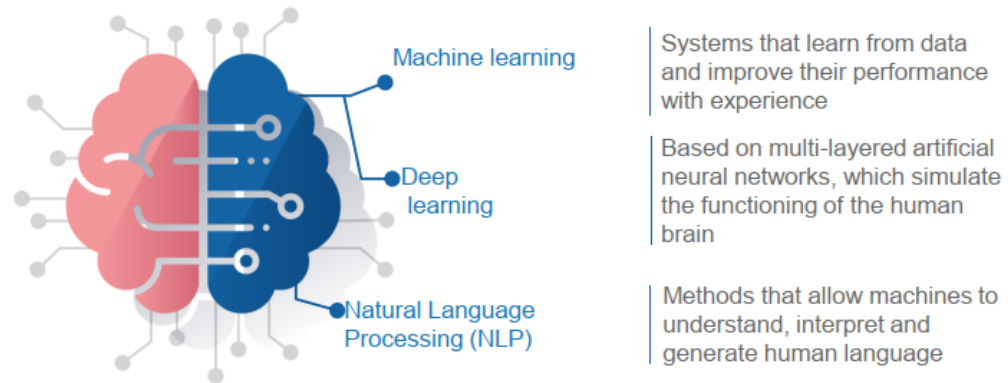 Machine learning
Systems that learn from data
and improve their performance
with experience
Deep
learning
Based on multi-layered artificial
neural networks, which simulate
the functioning of the human
brain
Natural Language
Processing (NLP)
Methods that allow machines to
understand, interpret and
generate human language